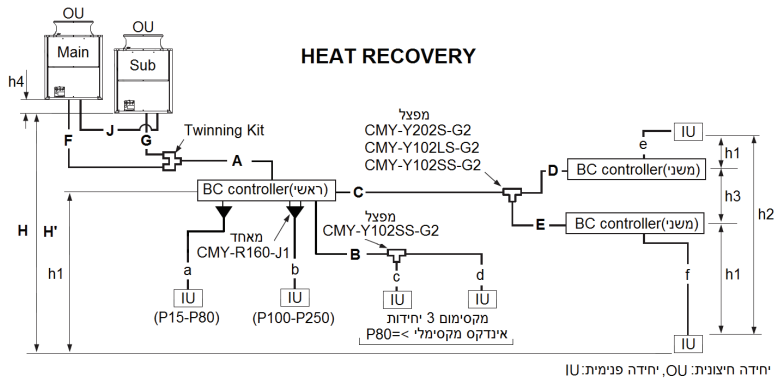 OU
OU
HEAT RECOVERY
Main
Sub
h4
F
J
G
Twinning Kit
A
מפצל
CMY-Y202S-G2
CMY-Y102LS-G2
CMY-Y102SS-G2
IU
e
h1
D
BC controller(משני)
BC controller(ראשי)
C
h3
h2
H
H'
h1
מפצל
CMY-Y102SS-G2
E
BC controller(משני)
מאחד
CMY-R160-J1
B
a
b
c
d
f
h1
IU
IU
IU
IU
IU
(P15-P80)
(P100-P250)
מקסימום 3 יחידות
אינדקס מקסימלי <=P80
יחידה חיצונית: OU, יחידה פנימית: IU